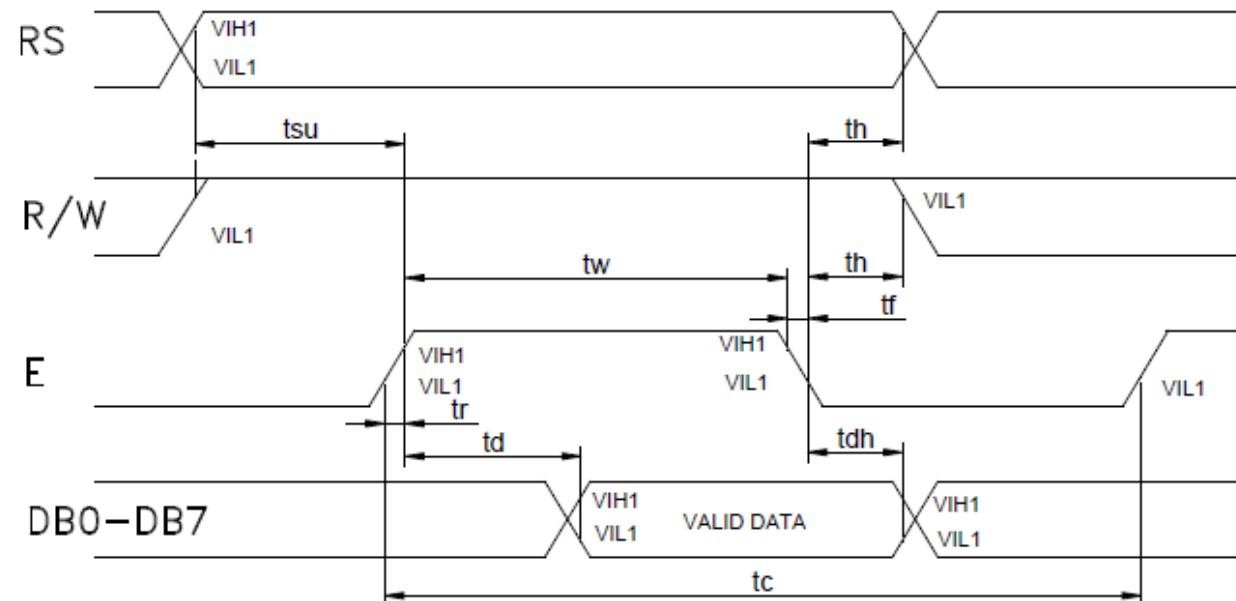 RS
VIH1
VIL1
tsu
th
R/W
VIL1
VIL1
tw
th
tf
E
VIH1
VIL1
VIH1
VIL1
VIL1
tr
td
tdh
DB0-DB7
VIH1
VIL1
VALID DATA
VIH1
VIL1
tc